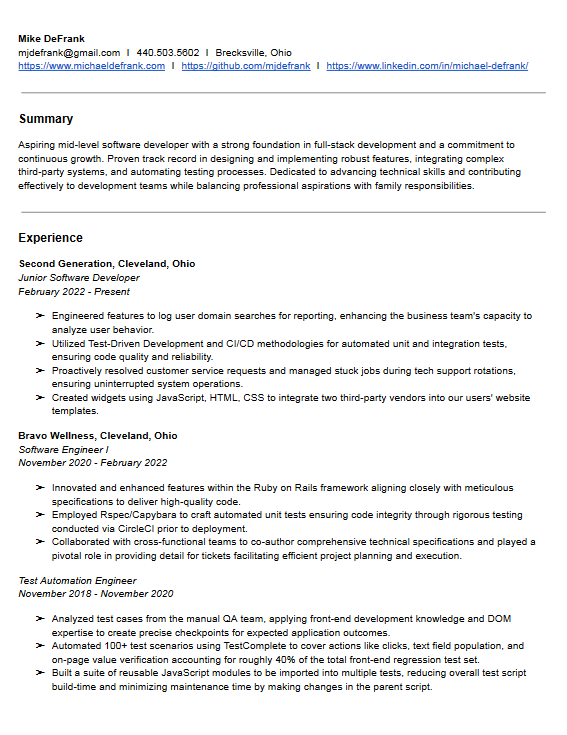 Mike DeFrank
mjdefrank@gmail.com I 440.503.5602 I Brecksville, Ohio
https://www.michaeldefrank.com I https://github.com/mjdefrank I https://www.linkedin.com/in/michael-defrank/
Summary
Aspiring mid-level software developer with a strong foundation in full-stack development and a commitment to
continuous growth. Proven track record in designing and implementing robust features, integrating complex
third-party systems, and automating testing processes. Dedicated to advancing technical skills and contributing
effectively to development teams while balancing professional aspirations with family responsibilities.
Experience
Second Generation, Cleveland, Ohio
Junior Software Developer
February 2022 - Present
➢ Engineered features to log user domain searches for reporting, enhancing the business team's capacity to
analyze user behavior.
➢ Utilized Test-Driven Development and CI/CD methodologies for automated unit and integration tests,
ensuring code quality and reliability.
➢ Proactively resolved customer service requests and managed stuck jobs during tech support rotations,
ensuring uninterrupted system operations.
➢ Created widgets using JavaScript, HTML, CSS to integrate two third-party vendors into our users' website
templates.
Bravo Wellness, Cleveland, Ohio
Software Engineer I
November 2020 - February 2022
➢ Innovated and enhanced features within the Ruby on Rails framework aligning closely with meticulous
specifications to deliver high-quality code.
➢ Employed Rspec/Capybara to craft automated unit tests ensuring code integrity through rigorous testing
conducted via CircleCI prior to deployment.
➢ Collaborated with cross-functional teams to co-author comprehensive technical specifications and played a
pivotal role in providing detail for tickets facilitating efficient project planning and execution.
Test Automation Engineer
November 2018 - November 2020
➢ Analyzed test cases from the manual QA team, applying front-end development knowledge and DOM
expertise to create precise checkpoints for expected application outcomes.
➢ Automated 100+ test scenarios using TestComplete to cover actions like clicks, text field population, and
on-page value verification accounting for roughly 40% of the total front-end regression test set.
➢ Built a suite of reusable JavaScript modules to be imported into multiple tests, reducing overall test script
build-time and minimizing maintenance time by making changes in the parent script.